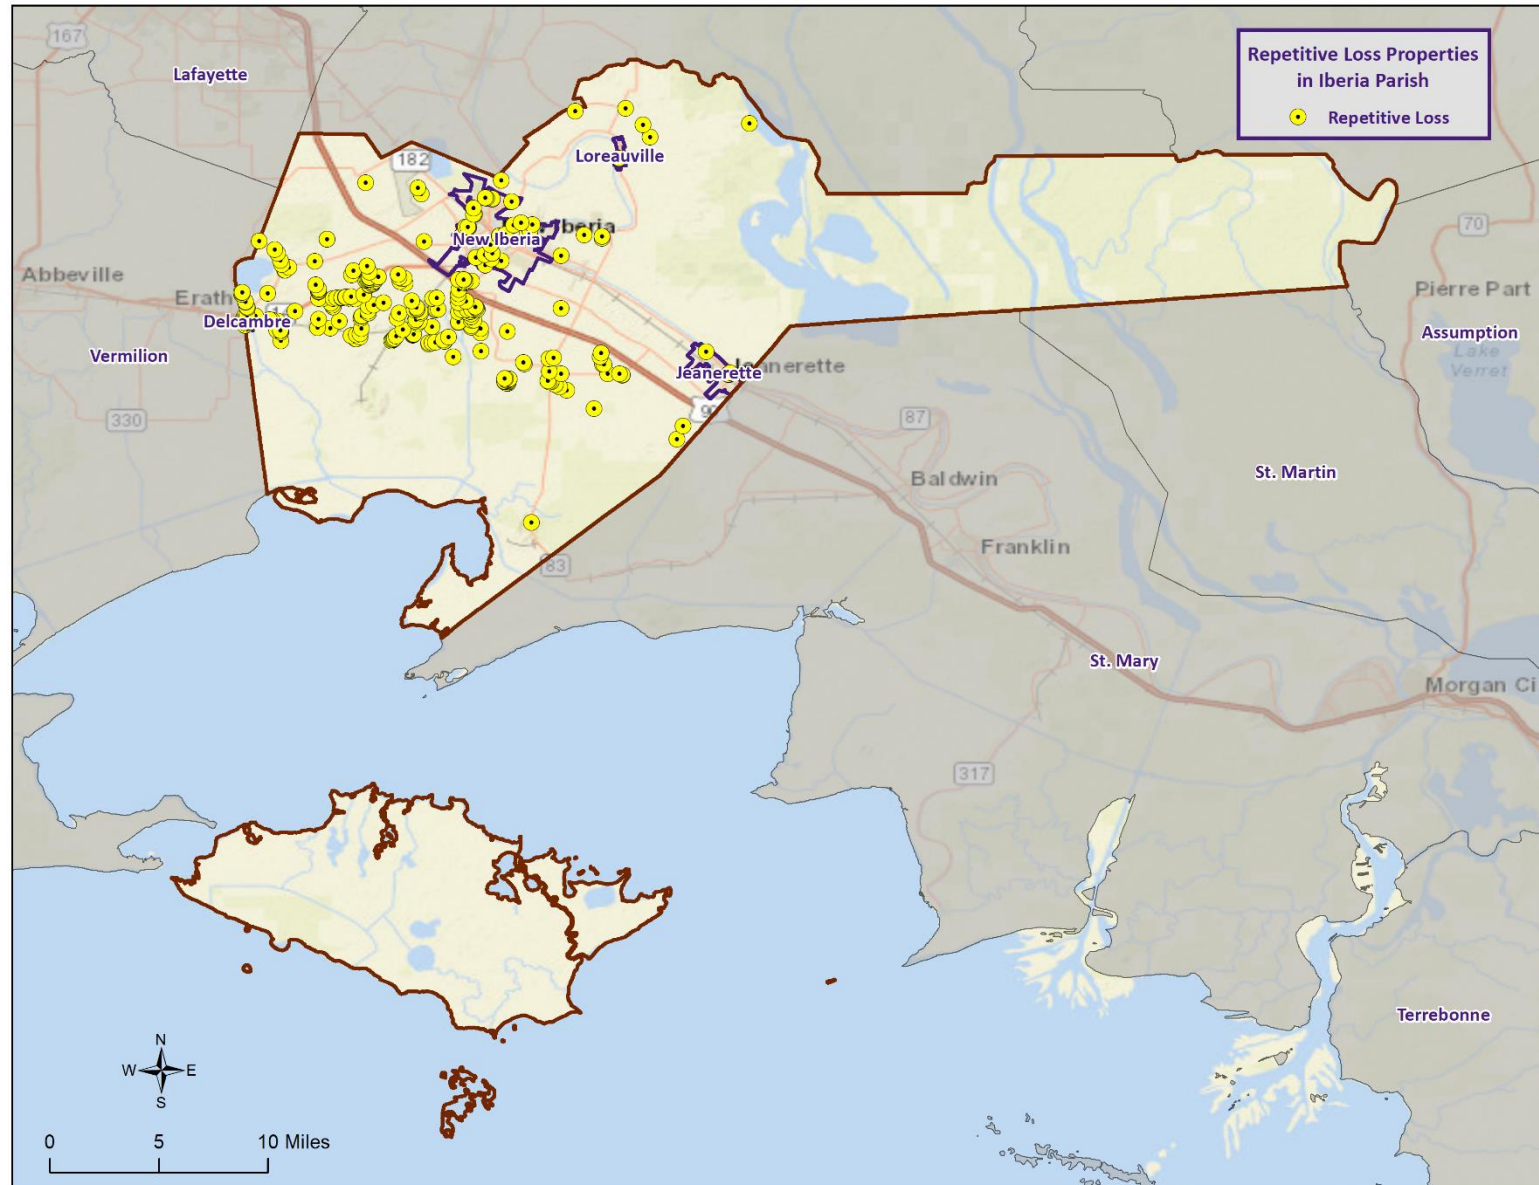 167
Lafayette
Repetitive Loss Properties
in Iberia Parish
Repetitive Loss
182
Loreauville
Iberia
New Iberia
70
Abbeville
Erath
Delcambre
Pierre Part
Assumption
Lake
Verret
Vermilion
Jeanerette
Jeanerette
330
87
St. Martin
Baldwin
Franklin
83
St. Mary
Morgan Ci
317
Terrebonne
N
W
E
S
0
5
10 Miles